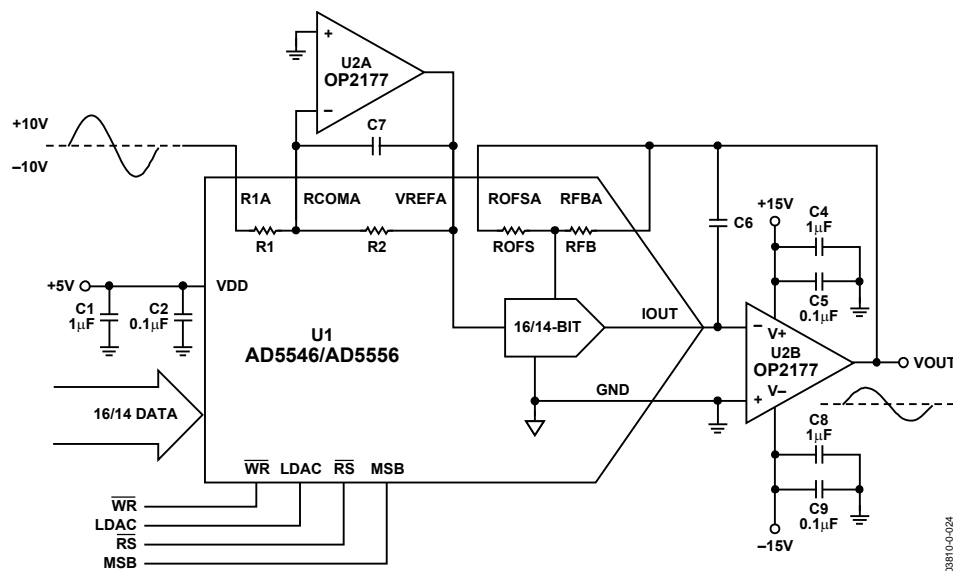 +
U2A
OP2177
–
C7
+10V
–10V
R1A
RCOMA
VREFA
ROFSA
RFBA
R1
R2
ROFS
RFB
C6
+15V
C4
1µF
C5
0.1µF
+5V
C1
1µF
C2
0.1µF
VDD
U1
AD5546/AD5556
16/14-BIT
IOUT
–
V+
U2B
OP2177
V–
+
VOUT
GND
16/14 DATA
C8
1µF
C9
0.1µF
–15V
WR LDAC RS MSB
WR
LDAC
RS
MSB
03810-0-024